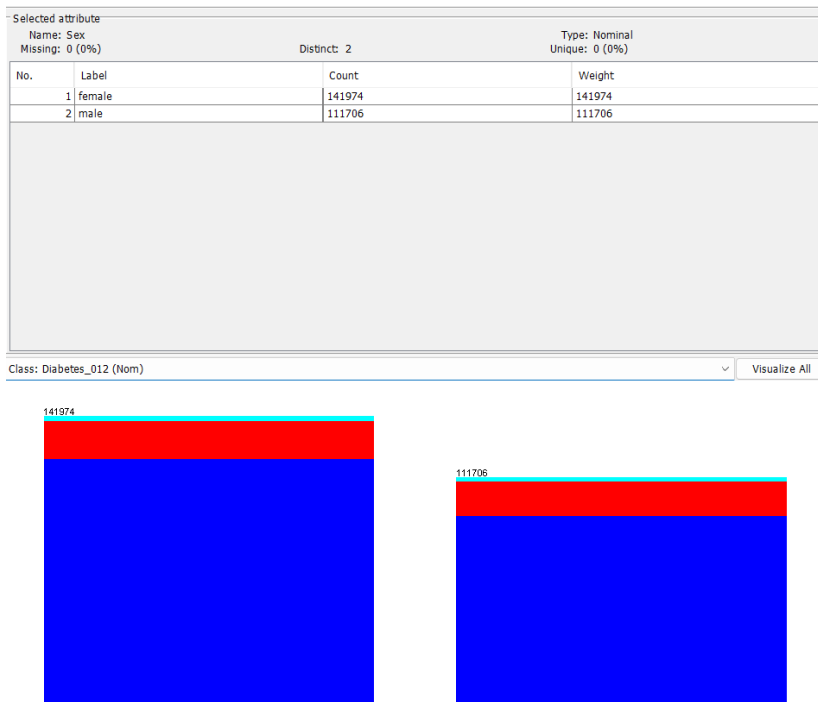 Selected attribute
Name: Sex Type: Nominal
Missing: 0 (0%) Distinct: 2 Unique: 0 (0%)
No. Label Count Weight
1 female 141974 141974
2 male 111706 111706
Class: Diabetes_012 (Nom) Visualize All
141974
111706